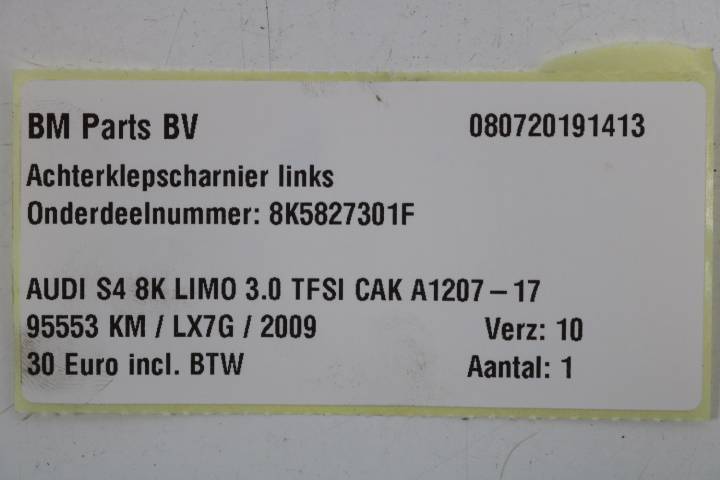 BM Parts BV 080720191413
Achterklepscharnier links
Onderdeelnummer: 8K5827301F
AUDI S4 8K LIMO 3.0 TFSI CAK A1207-17
95553 KM / LX7G / 2009 Verz: 10
30 Euro incl. BTW Aantal: 1